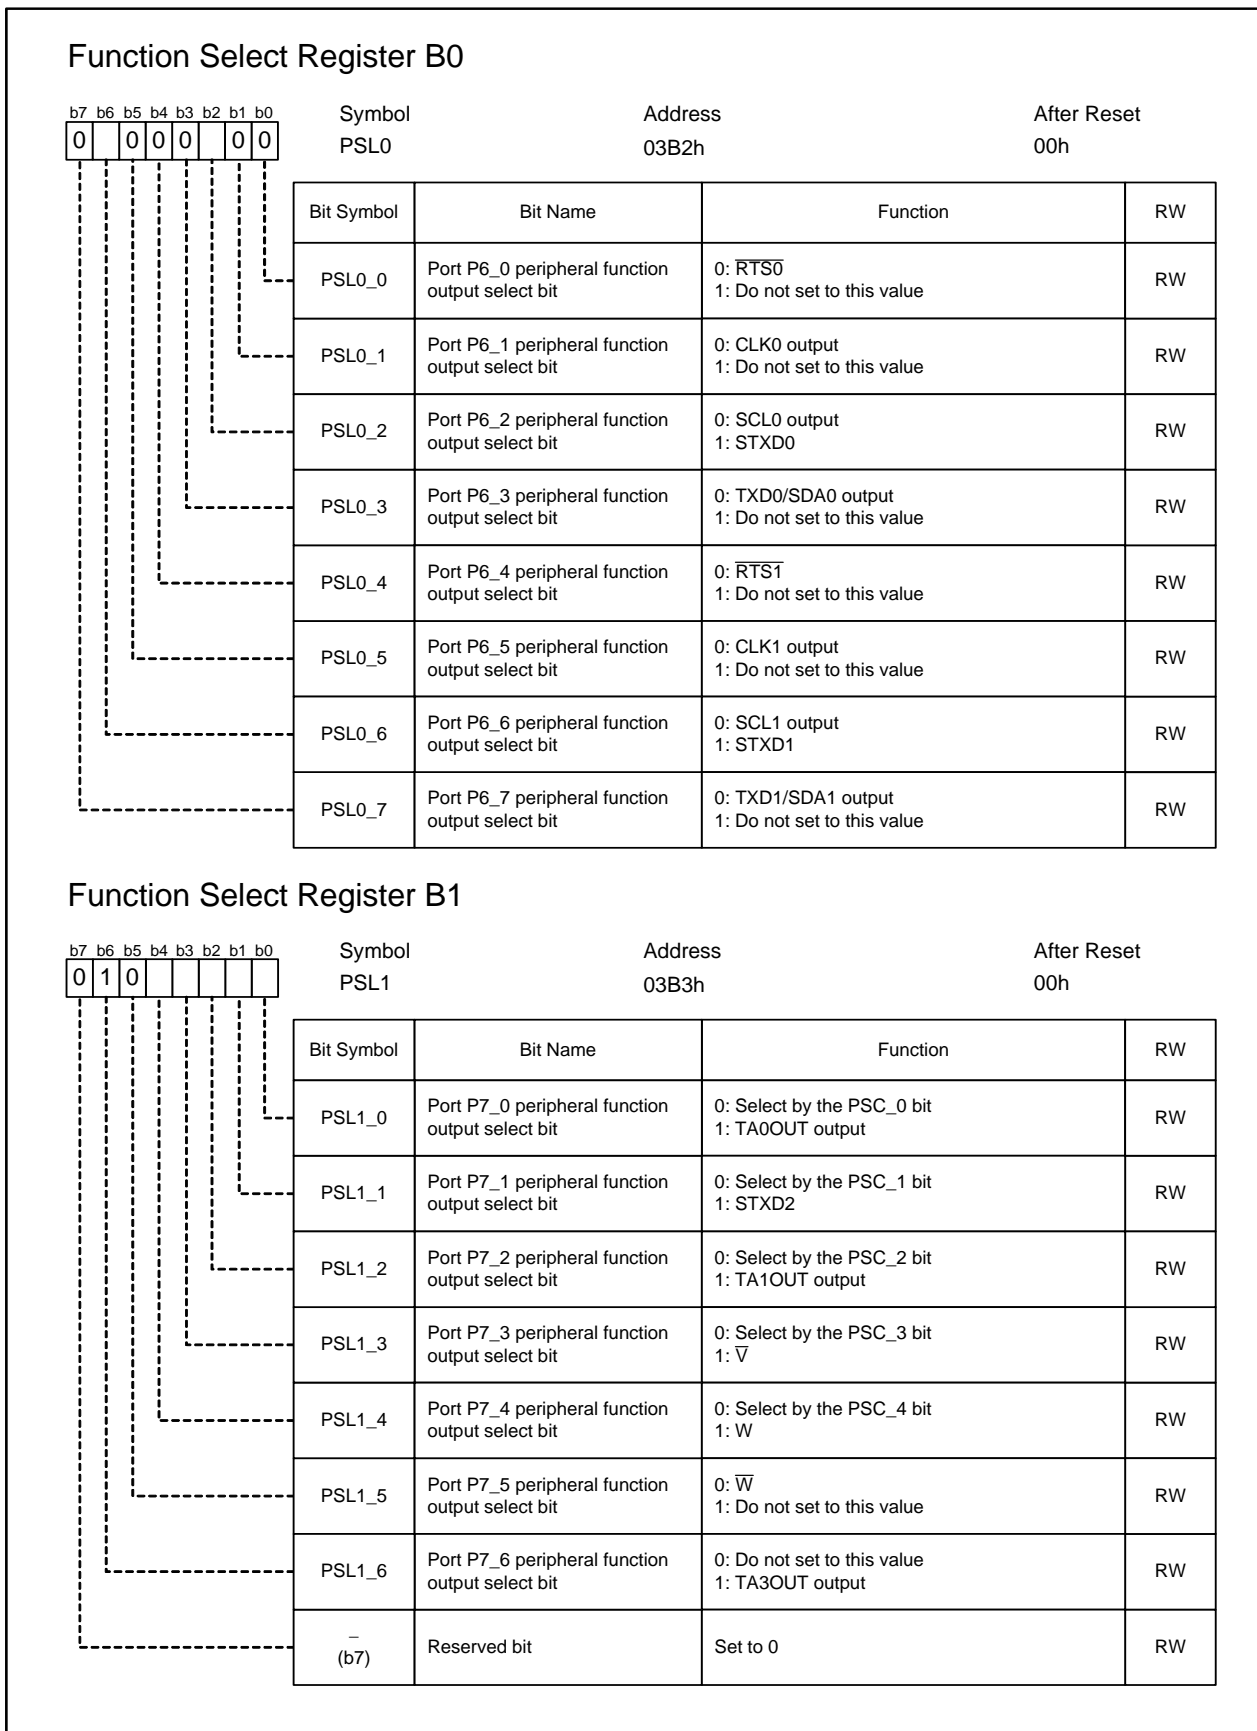 Function Select Register B0
b7 b6 b5 b4 b3 b2 b1 b0
0 0 0 0 0 0
Symbol Address After Reset
PSL0 03B2h 00h
Bit Symbol Bit Name Function RW
PSL0_0 Port P6_0 peripheral function output select bit 0: R̅T̅S̅0̅ RW
1: Do not set to this value
PSL0_1 Port P6_1 peripheral function output select bit 0: CLK0 output RW
1: Do not set to this value
PSL0_2 Port P6_2 peripheral function output select bit 0: SCL0 output RW
1: STXD0
PSL0_3 Port P6_3 peripheral function output select bit 0: TXD0/SDA0 output RW
1: Do not set to this value
PSL0_4 Port P6_4 peripheral function output select bit 0: R̅T̅S̅1̅ RW
1: Do not set to this value
PSL0_5 Port P6_5 peripheral function output select bit 0: CLK1 output RW
1: Do not set to this value
PSL0_6 Port P6_6 peripheral function output select bit 0: SCL1 output RW
1: STXD1
PSL0_7 Port P6_7 peripheral function output select bit 0: TXD1/SDA1 output RW
1: Do not set to this value
Function Select Register B1
b7 b6 b5 b4 b3 b2 b1 b0
0 1 0
Symbol Address After Reset
PSL1 03B3h 00h
Bit Symbol Bit Name Function RW
PSL1_0 Port P7_0 peripheral function output select bit 0: Select by the PSC_0 bit RW
1: TA0OUT output
PSL1_1 Port P7_1 peripheral function output select bit 0: Select by the PSC_1 bit RW
1: STXD2
PSL1_2 Port P7_2 peripheral function output select bit 0: Select by the PSC_2 bit RW
1: TA1OUT output
PSL1_3 Port P7_3 peripheral function output select bit 0: Select by the PSC_3 bit RW
1: V̅
PSL1_4 Port P7_4 peripheral function output select bit 0: Select by the PSC_4 bit RW
1: W
PSL1_5 Port P7_5 peripheral function output select bit 0: W̅ RW
1: Do not set to this value
PSL1_6 Port P7_6 peripheral function output select bit 0: Do not set to this value RW
1: TA3OUT output
– (b7) Reserved bit Set to 0 RW